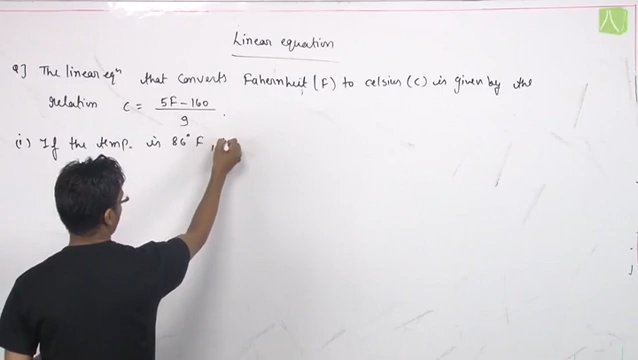 Linear equation
Q] The linear eqⁿ that converts Fahernheit (F) to celsius (C) is given by the
relation C = (5F - 160)/9 .
(i) If the temp. is 86° F,